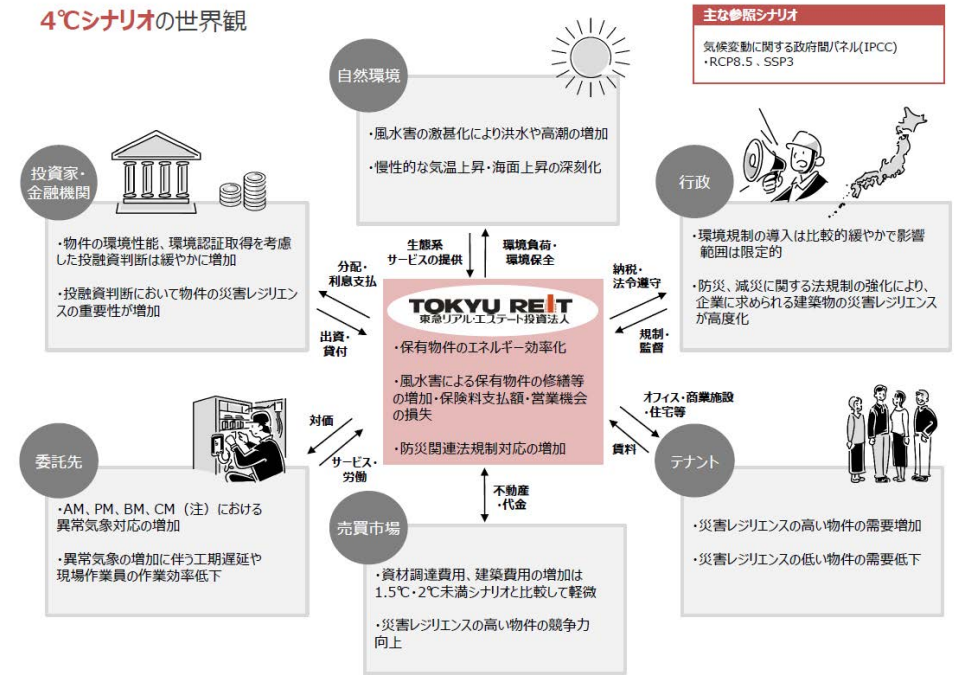 4℃シナリオの世界観
主な参照シナリオ
気候変動に関する政府間パネル(IPCC)
・RCP8.5 、SSP3
自然環境
・風水害の激甚化により洪水や高潮の増加
・慢性的な気温上昇・海面上昇の深刻化
投資家・
金融機関
・物件の環境性能、環境認証取得を考慮
した投融資判断は緩やかに増加
・投融資判断において物件の災害レジリエン
スの重要性が増加
行政
・環境規制の導入は比較的緩やかで影響
範囲は限定的
・防災、減災に関する法規制の強化により、
企業に求められる建築物の災害レジリエンス
が高度化
生態系
サービスの提供
環境負荷・
環境保全
分配・
利息支払
出資・
貸付
納税・
法令遵守
規制・
監督
TOKYU REIT
東急リアル・エステート投資法人
・保有物件のエネルギー効率化
・風水害による保有物件の修繕等
の増加・保険料支払額・営業機会
の損失
・防災関連法規制対応の増加
対価
サービス・
労働
オフィス・商業施設
・住宅等
賃料
不動産
・代金
委託先
・AM、PM、BM、CM（注）における
異常気象対応の増加
・異常気象の増加に伴う工期遅延や
現場作業員の作業効率低下
売買市場
・資材調達費用、建築費用の増加は
1.5℃・2℃未満シナリオと比較して軽微
・災害レジリエンスの高い物件の競争力
向上
テナント
・災害レジリエンスの高い物件の需要増加
・災害レジリエンスの低い物件の需要低下